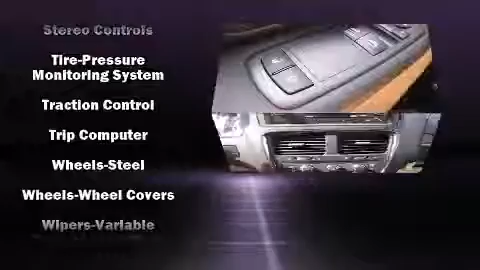 Stereo Controls
Tire-Pressure
Monitoring System
Traction Control
Trip Computer
Wheels-Steel
Wheels-Wheel Covers
Wipers-Variable